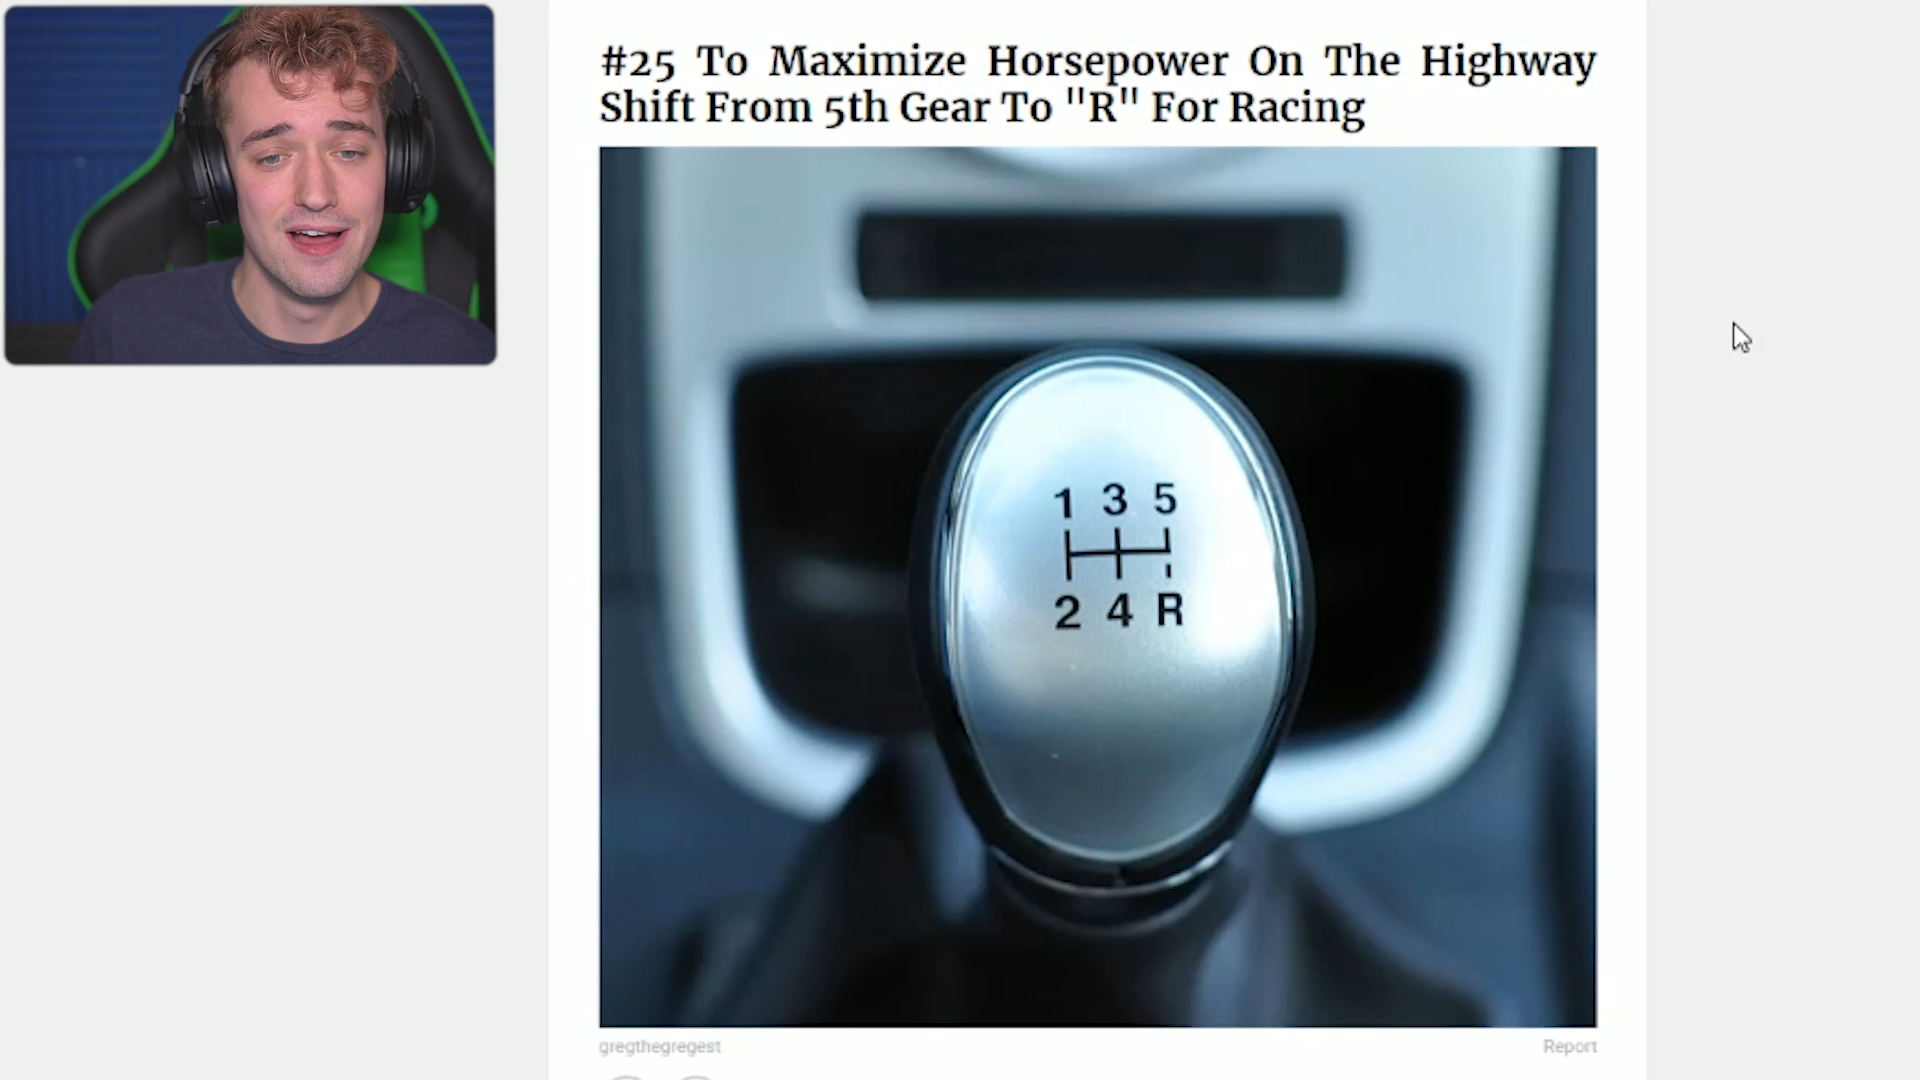 #25 To Maximize Horsepower On The Highway
Shift From 5th Gear To "R" For Racing
1 3 5
2 4 R
gregthegregest
Report